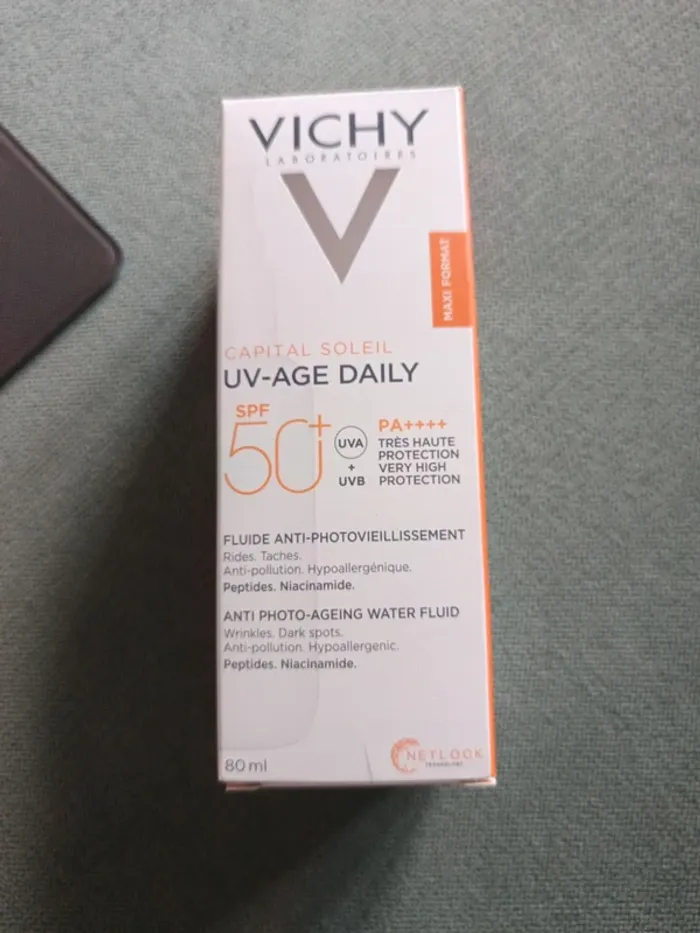 VICHY
LABORATOIRES
MAXI FORMAT
CAPITAL SOLEIL
UV-AGE DAILY
SPF
50+
UVA
+
UVB
PA++++
TRÈS HAUTE
PROTECTION
VERY HIGH
PROTECTION
FLUIDE ANTI-PHOTOVIEILLISSEMENT
Rides. Taches.
Anti-pollution. Hypoallergénique.
Peptides. Niacinamide.
ANTI PHOTO-AGEING WATER FLUID
Wrinkles. Dark spots.
Anti-pollution. Hypoallergenic.
Peptides. Niacinamide.
80 ml
NETLOCK
TECHNOLOGY